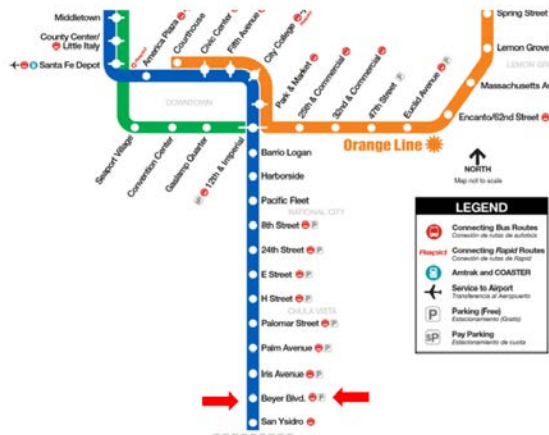 Middletown
County Center/
Little Italy
Santa Fe Depot
America Plaza
Courthouse
Civic Center
Fifth Avenue
City College
Park & Market
25th & Commercial
32nd & Commercial
47th Street
Euclid Avenue
Spring Street
Lemon Grove
LEMON GR
Massachusetts Av
Encanto/62nd Street
DOWNTOWN
Seaport Village
Convention Center
Gaslamp Quarter
12th & Imperial
Orange Line
Barrio Logan
Harborside
Pacific Fleet
NATIONAL CITY
8th Street
24th Street
E Street
H Street
CHULA VISTA
Palomar Street
Palm Avenue
Iris Avenue
Beyer Blvd.
San Ysidro
NORTH
Map not to scale
LEGEND
Connecting Bus Routes
Conexión de rutas de autobús
Rapid Connecting Rapid Routes
Conexión de rutas de Rapid
Amtrak and COASTER
Service to Airport
Transferencia al Aeropuerto
P Parking (Free)
Estacionamiento (Gratis)
$P Pay Parking
Estacionamiento de cuota